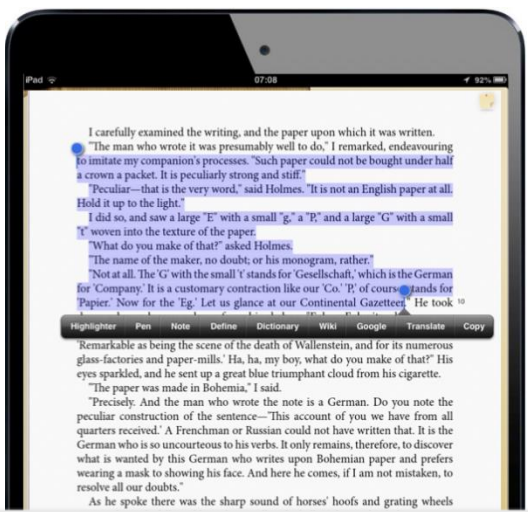 iPad 07:08 92%
I carefully examined the writing, and the paper upon which it was written.
"The man who wrote it was presumably well to do," I remarked, endeavouring
to imitate my companion's processes. "Such paper could not be bought under half
a crown a packet. It is peculiarly strong and stiff."
"Peculiar—that is the very word," said Holmes. "It is not an English paper at all.
Hold it up to the light."
I did so, and saw a large "E" with a small "g," a "P," and a large "G" with a small
"t" woven into the texture of the paper.
"What do you make of that?" asked Holmes.
"The name of the maker, no doubt; or his monogram, rather."
"Not at all. The 'G' with the small 't' stands for 'Gesellschaft,' which is the German
for 'Company.' It is a customary contraction like our 'Co.' 'P,' of course, stands for
'Papier.' Now for the 'Eg.' Let us glance at our Continental Gazetteer." He took 10
Highlighter Pen Note Define Dictionary Wiki Google Translate Copy
'Remarkable as being the scene of the death of Wallenstein, and for its numerous
glass-factories and paper-mills.' Ha, ha, my boy, what do you make of that?" His
eyes sparkled, and he sent up a great blue triumphant cloud from his cigarette.
"The paper was made in Bohemia," I said.
"Precisely. And the man who wrote the note is a German. Do you note the
peculiar construction of the sentence—'This account of you we have from all
quarters received.' A Frenchman or Russian could not have written that. It is the
German who is so uncourteous to his verbs. It only remains, therefore, to discover
what is wanted by this German who writes upon Bohemian paper and prefers
wearing a mask to showing his face. And here he comes, if I am not mistaken, to
resolve all our doubts."
As he spoke there was the sharp sound of horses' hoofs and grating wheels